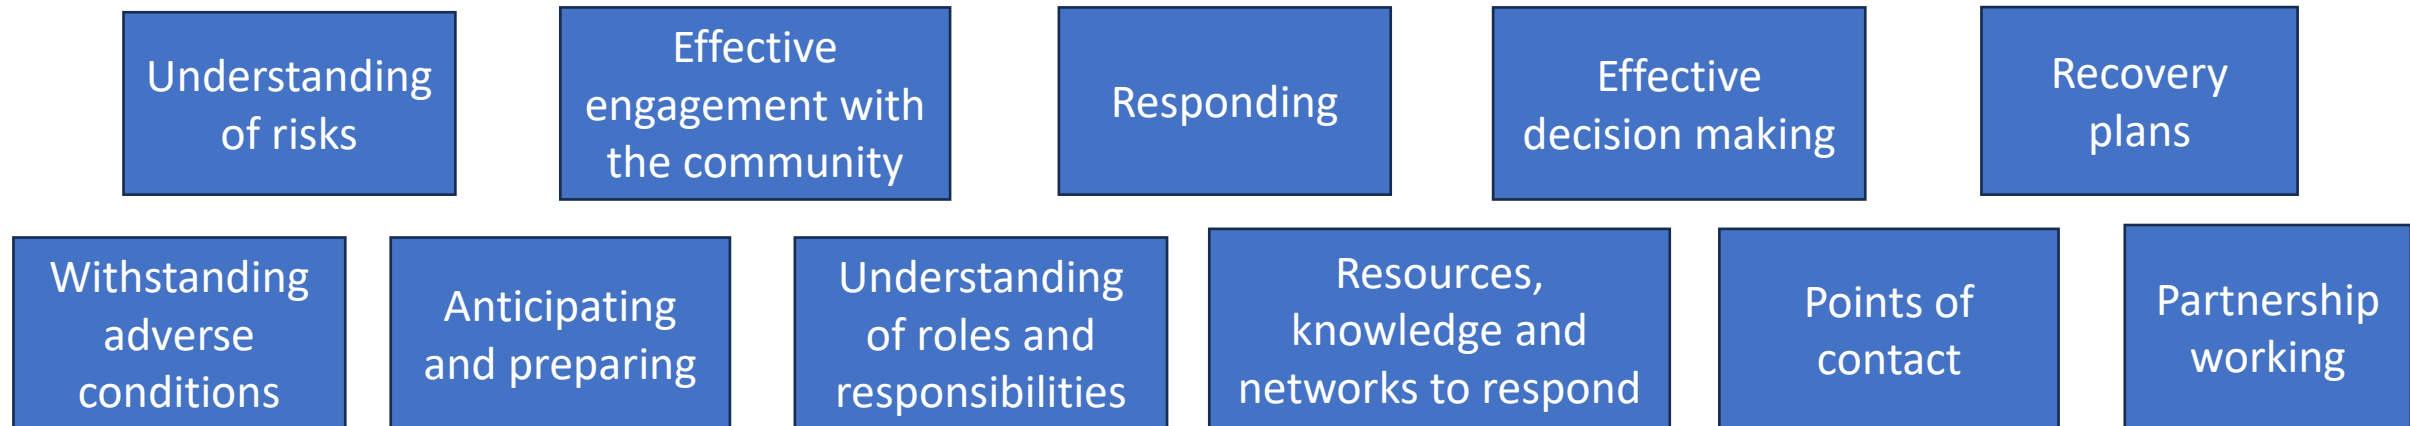 Understanding
of risks
Effective
engagement with
the community
Responding
Effective
decision making
Recovery
plans
Withstanding
adverse
conditions
Anticipating
and preparing
Understanding
of roles and
responsibilities
Resources,
knowledge and
networks to respond
Points of
contact
Partnership
working